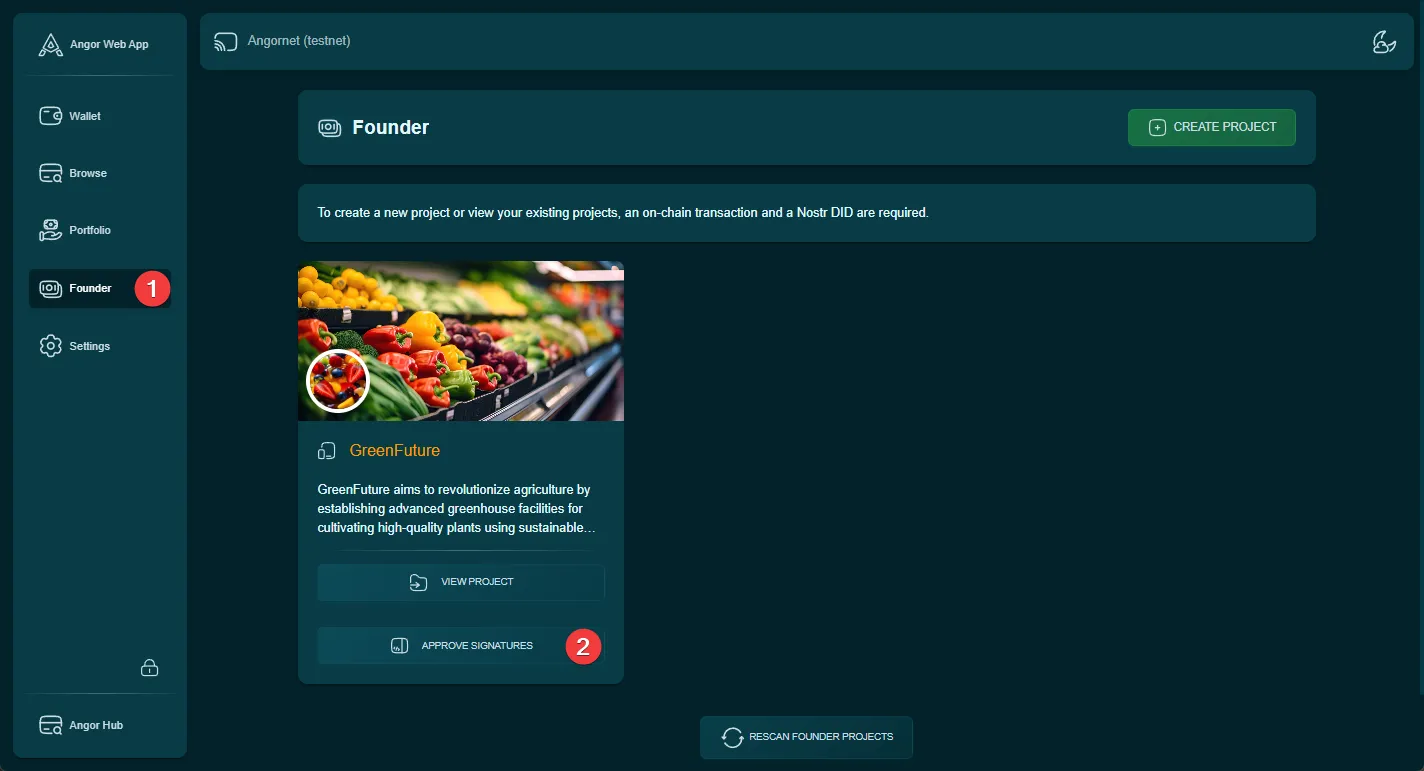 Angor Web App
Angornet (testnet)
Wallet
Browse
Portfolio
Founder
1
Settings
Angor Hub
Founder
CREATE PROJECT
To create a new project or view your existing projects, an on-chain transaction and a Nostr DID are required.
GreenFuture
GreenFuture aims to revolutionize agriculture by
establishing advanced greenhouse facilities for
cultivating high-quality plants using sustainable...
VIEW PROJECT
APPROVE SIGNATURES
2
RESCAN FOUNDER PROJECTS